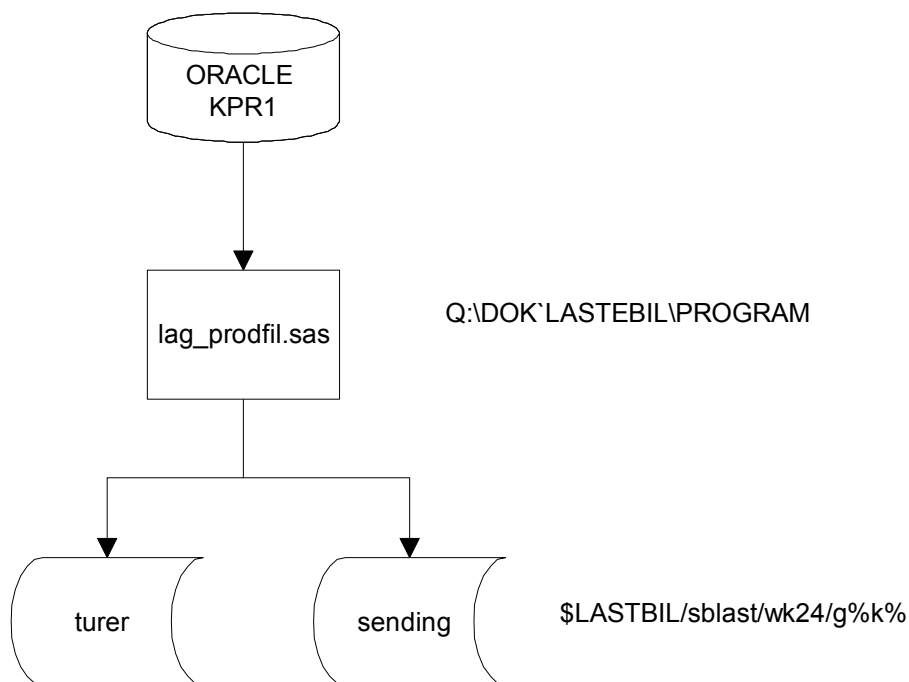 ORACLE
KPR1
lag_prodfil.sas
Q:\DOK`LASTEBIL\PROGRAM
turer
sending
$LASTBIL/sblast/wk24/g%k%